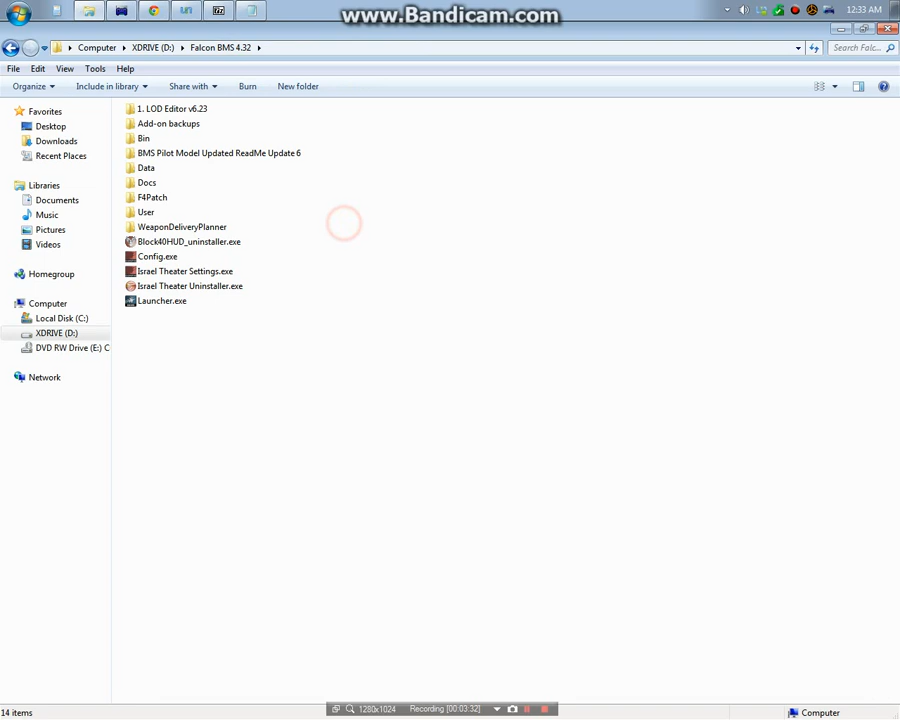 www.Bandicam.com
12:33 AM
Computer XDRIVE (D:) Falcon BMS 4.32
Search Falc...
File Edit View Tools Help
Organize Include in library Share with Burn New folder
Favorites
Desktop
Downloads
Recent Places
Libraries
Documents
Music
Pictures
Videos
Homegroup
Computer
Local Disk (C:)
XDRIVE (D:)
DVD RW Drive (E:) C
Network
1. LOD Editor v6.23
Add-on backups
Bin
BMS Pilot Model Updated ReadMe Update 6
Data
Docs
F4Patch
User
WeaponDeliveryPlanner
Block40HUD_uninstaller.exe
Config.exe
Israel Theater Settings.exe
Israel Theater Uninstaller.exe
Launcher.exe
14 items
1280x1024 Recording [00:03:32]
Computer